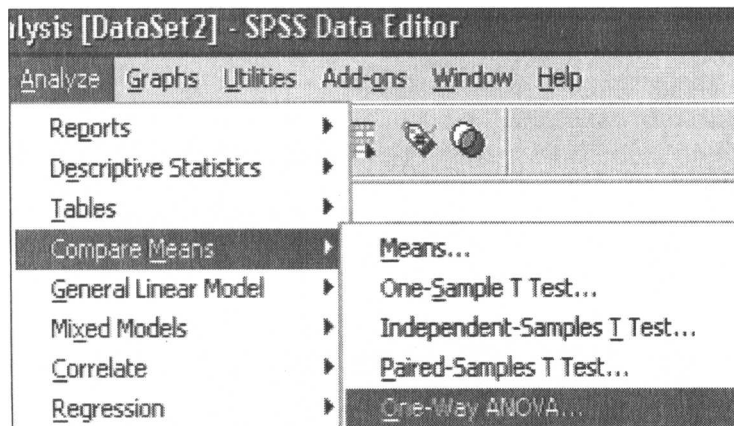 lysis [DataSet2] - SPSS Data Editor
Analyze Graphs Utilities Add-ons Window Help
Reports
Descriptive Statistics
Tables
Compare Means
General Linear Model
Mixed Models
Correlate
Regression
Means...
One-Sample T Test...
Independent-Samples T Test...
Paired-Samples T Test...
One-Way ANOVA...